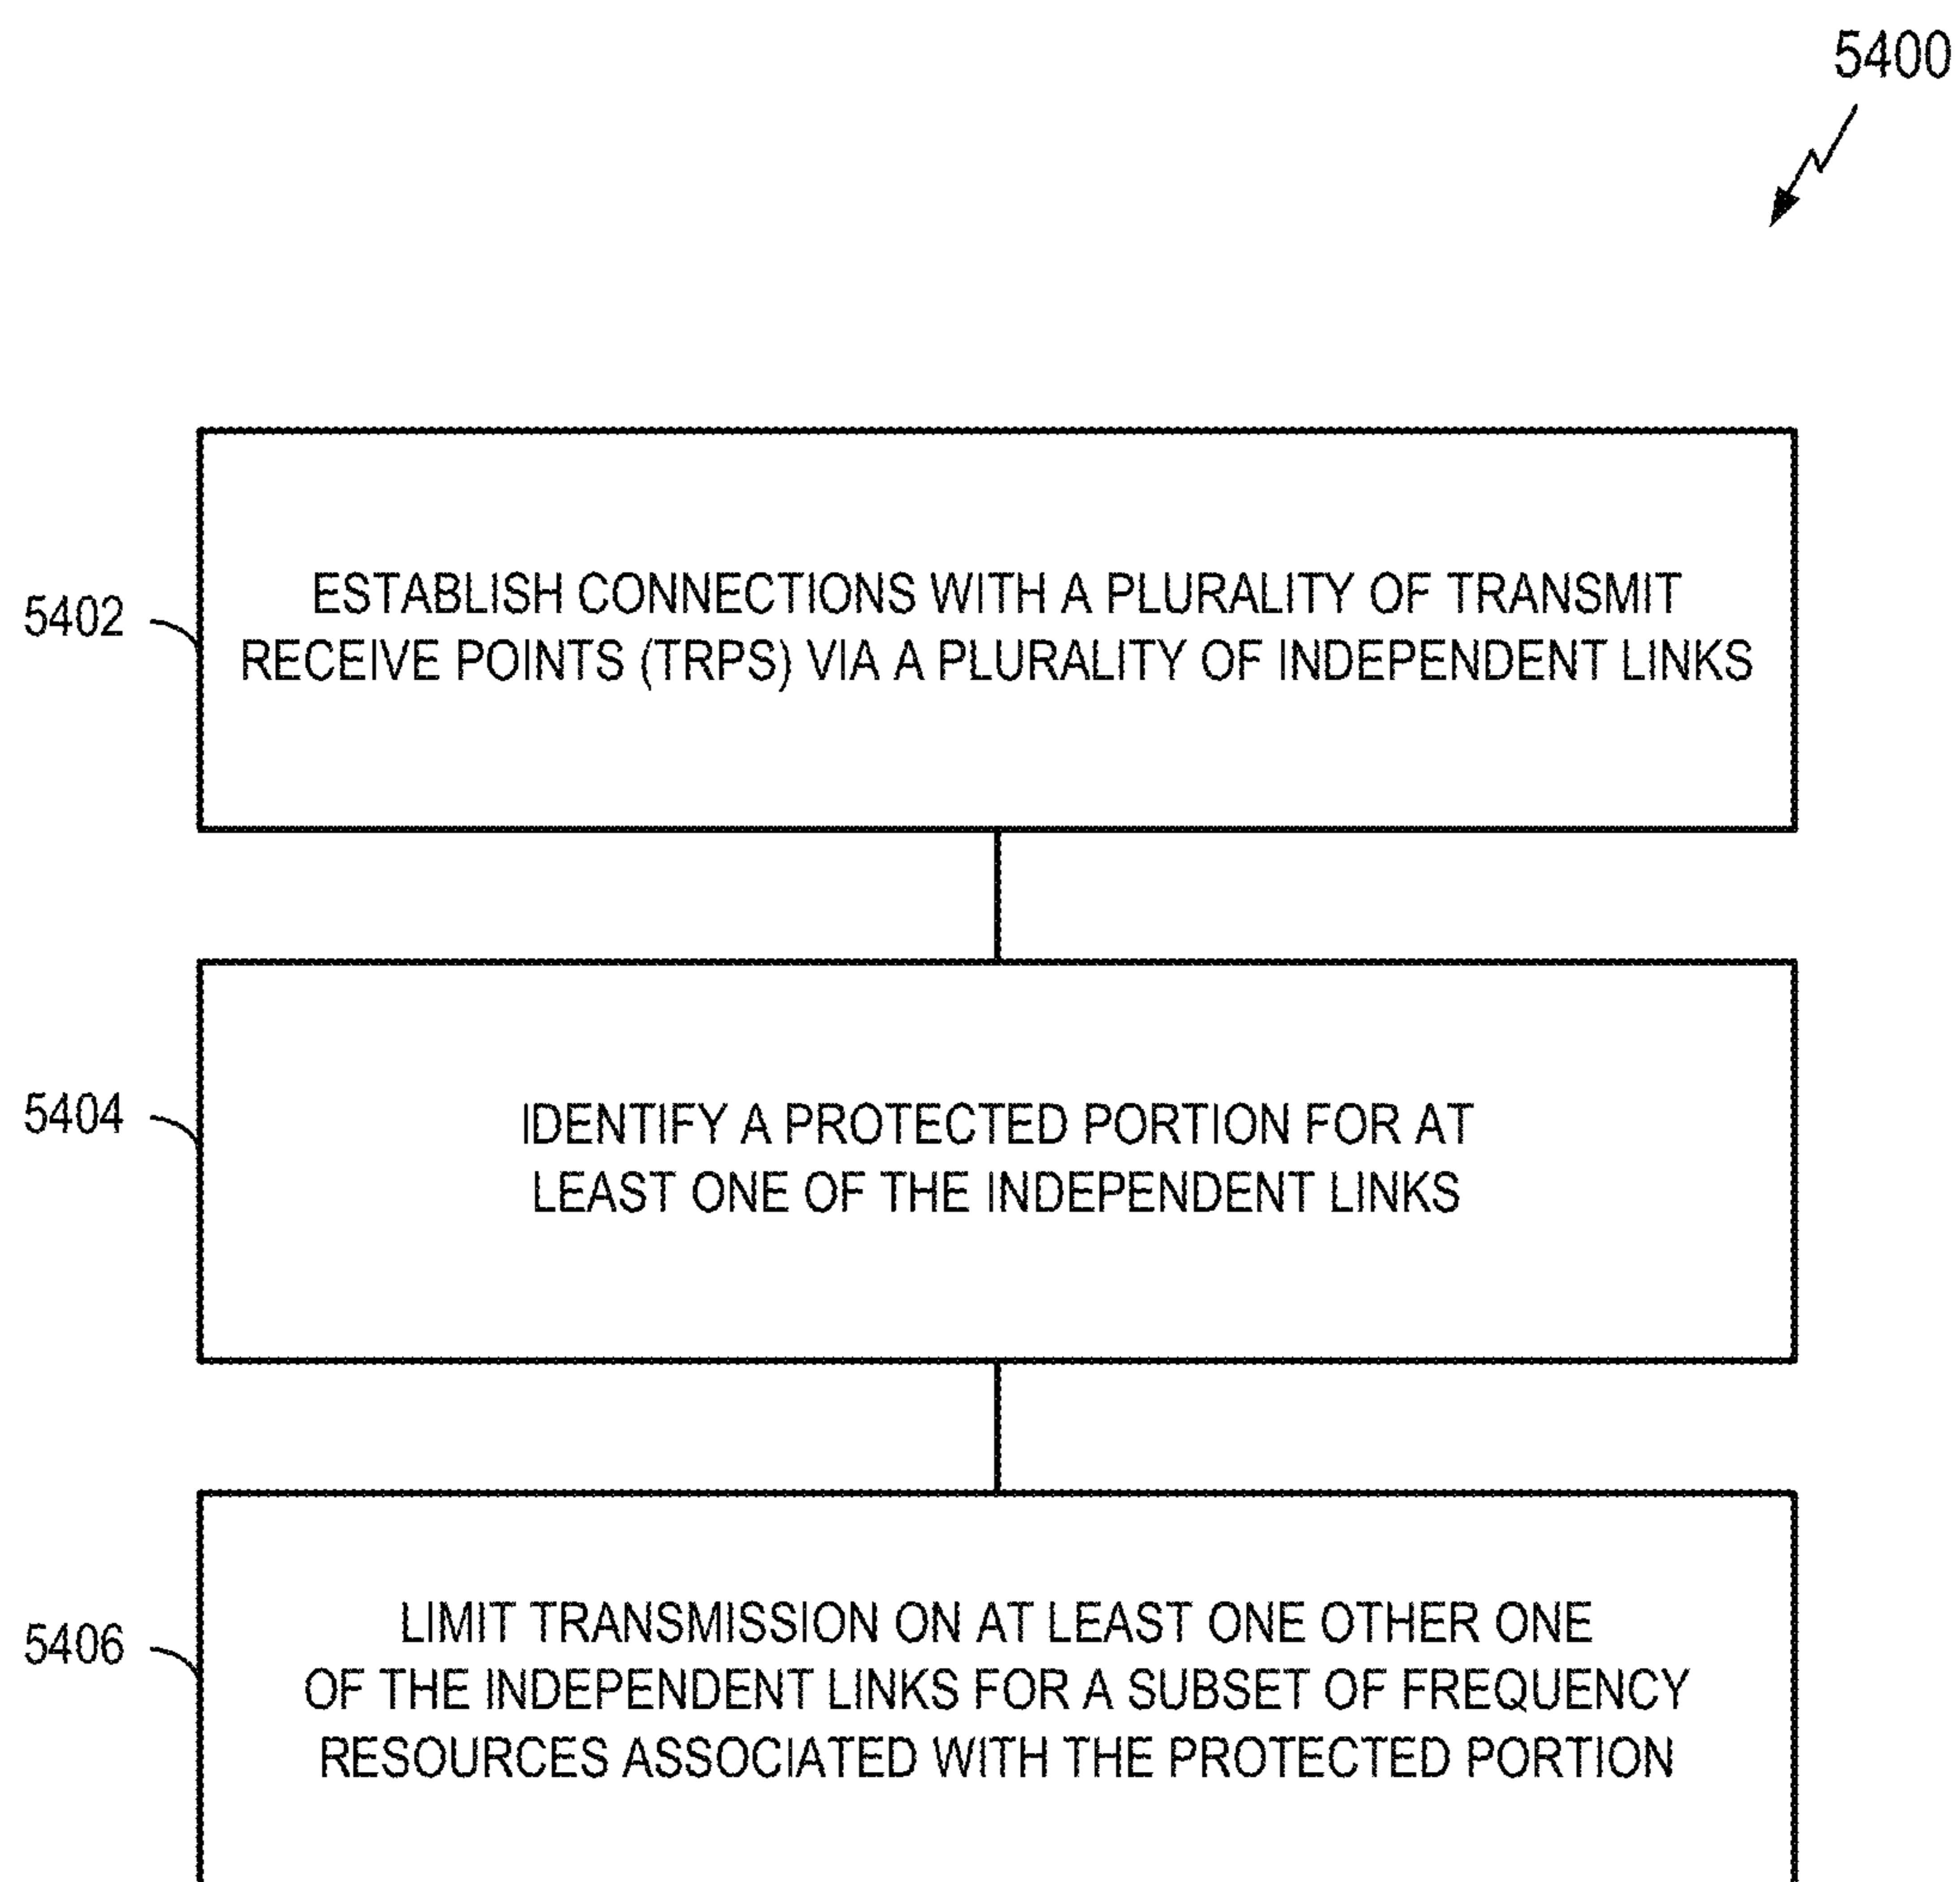 5400
5402
ESTABLISH CONNECTIONS WITH A PLURALITY OF TRANSMIT
RECEIVE POINTS (TRPS) VIA A PLURALITY OF INDEPENDENT LINKS
5404
IDENTIFY A PROTECTED PORTION FOR AT
LEAST ONE OF THE INDEPENDENT LINKS
5406
LIMIT TRANSMISSION ON AT LEAST ONE OTHER ONE
OF THE INDEPENDENT LINKS FOR A SUBSET OF FREQUENCY
RESOURCES ASSOCIATED WITH THE PROTECTED PORTION